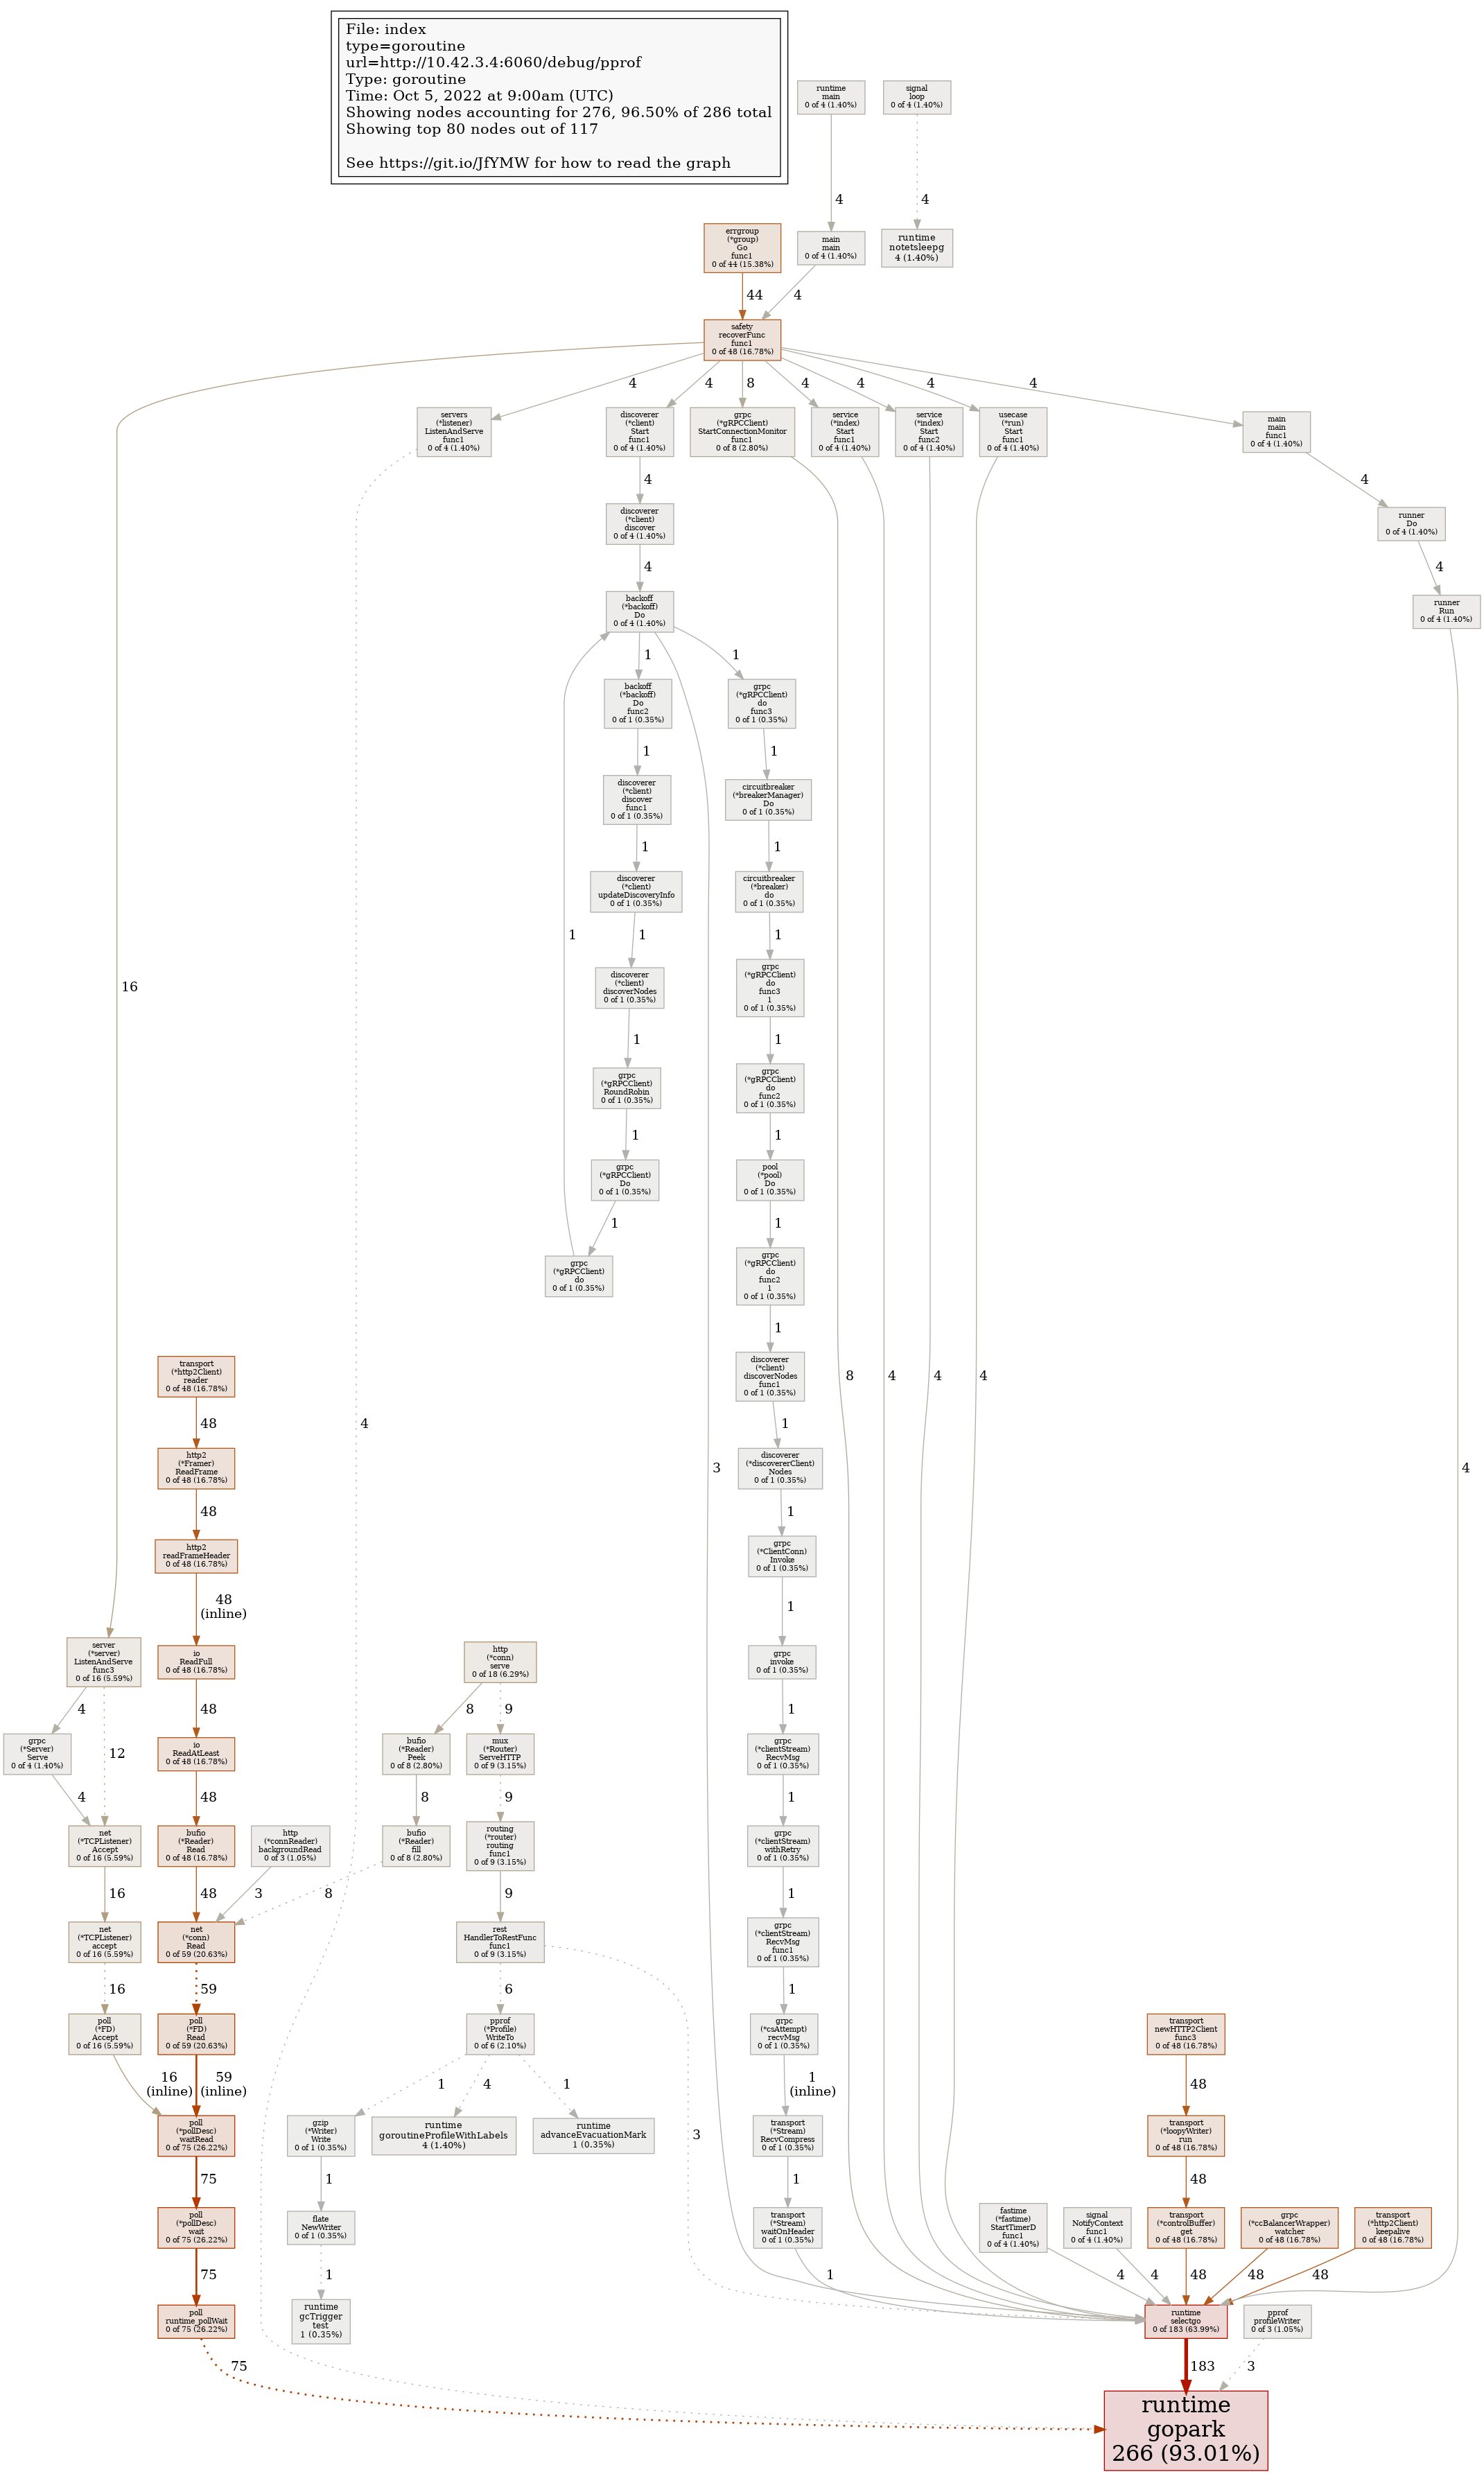 File: index
type=goroutine
url=http://10.42.3.4:6060/debug/pprof
Type: goroutine
Time: Oct 5, 2022 at 9:00am (UTC)
Showing nodes accounting for 276, 96.50% of 286 total
Showing top 80 nodes out of 117
See https://git.io/JfYMW for how to read the graph
runtime
main
0 of 4 (1.40%)
signal
loop
0 of 4 (1.40%)
4
4
errgroup
(*group)
Go
func1
0 of 44 (15.38%)
main
main
0 of 4 (1.40%)
runtime
notetsleepg
4 (1.40%)
44
4
safety
recoverFunc
func1
0 of 48 (16.78%)
4
4
8
4
4
4
4
servers
(*listener)
ListenAndServe
func1
0 of 4 (1.40%)
discoverer
(*client)
Start
func1
0 of 4 (1.40%)
grpc
(*gRPCClient)
StartConnectionMonitor
func1
0 of 8 (2.80%)
service
(*index)
Start
func1
0 of 4 (1.40%)
service
(*index)
Start
func2
0 of 4 (1.40%)
usecase
(*run)
Start
func1
0 of 4 (1.40%)
main
main
func1
0 of 4 (1.40%)
4
4
discoverer
(*client)
discover
0 of 4 (1.40%)
runner
Do
0 of 4 (1.40%)
4
4
backoff
(*backoff)
Do
0 of 4 (1.40%)
runner
Run
0 of 4 (1.40%)
1
1
backoff
(*backoff)
Do
func2
0 of 1 (0.35%)
grpc
(*gRPCClient)
do
func3
0 of 1 (0.35%)
1
1
discoverer
(*client)
discover
func1
0 of 1 (0.35%)
circuitbreaker
(*breakerManager)
Do
0 of 1 (0.35%)
1
1
discoverer
(*client)
updateDiscoveryInfo
0 of 1 (0.35%)
circuitbreaker
(*breaker)
do
0 of 1 (0.35%)
1
1
1
discoverer
(*client)
discoverNodes
0 of 1 (0.35%)
grpc
(*gRPCClient)
do
func3
1
0 of 1 (0.35%)
16
1
1
grpc
(*gRPCClient)
RoundRobin
0 of 1 (0.35%)
grpc
(*gRPCClient)
do
func2
0 of 1 (0.35%)
1
1
grpc
(*gRPCClient)
Do
0 of 1 (0.35%)
pool
(*pool)
Do
0 of 1 (0.35%)
1
1
grpc
(*gRPCClient)
do
0 of 1 (0.35%)
grpc
(*gRPCClient)
do
func2
1
0 of 1 (0.35%)
1
transport
(*http2Client)
reader
0 of 48 (16.78%)
discoverer
(*client)
discoverNodes
func1
0 of 1 (0.35%)
8
4
4
4
48
4
1
http2
(*Framer)
ReadFrame
0 of 48 (16.78%)
3
discoverer
(*discovererClient)
Nodes
0 of 1 (0.35%)
4
48
1
http2
readFrameHeader
0 of 48 (16.78%)
grpc
(*ClientConn)
Invoke
0 of 1 (0.35%)
48
(inline)
1
server
(*server)
ListenAndServe
func3
0 of 16 (5.59%)
io
ReadFull
0 of 48 (16.78%)
http
(*conn)
serve
0 of 18 (6.29%)
grpc
invoke
0 of 1 (0.35%)
4
12
48
8
9
1
grpc
(*Server)
Serve
0 of 4 (1.40%)
io
ReadAtLeast
0 of 48 (16.78%)
bufio
(*Reader)
Peek
0 of 8 (2.80%)
mux
(*Router)
ServeHTTP
0 of 9 (3.15%)
grpc
(*clientStream)
RecvMsg
0 of 1 (0.35%)
4
48
8
9
1
net
(*TCPListener)
Accept
0 of 16 (5.59%)
bufio
(*Reader)
Read
0 of 48 (16.78%)
http
(*connReader)
backgroundRead
0 of 3 (1.05%)
bufio
(*Reader)
fill
0 of 8 (2.80%)
routing
(*router)
routing
func1
0 of 9 (3.15%)
grpc
(*clientStream)
withRetry
0 of 1 (0.35%)
16
48
3
8
9
1
net
(*TCPListener)
accept
0 of 16 (5.59%)
net
(*conn)
Read
0 of 59 (20.63%)
rest
HandlerToRestFunc
func1
0 of 9 (3.15%)
grpc
(*clientStream)
RecvMsg
func1
0 of 1 (0.35%)
16
59
6
1
poll
(*FD)
Accept
0 of 16 (5.59%)
poll
(*FD)
Read
0 of 59 (20.63%)
pprof
(*Profile)
WriteTo
0 of 6 (2.10%)
grpc
(*csAttempt)
recvMsg
0 of 1 (0.35%)
transport
newHTTP2Client
func3
0 of 48 (16.78%)
16
(inline)
59
(inline)
1
4
1
1
(inline)
48
poll
(*pollDesc)
waitRead
0 of 75 (26.22%)
gzip
(*Writer)
Write
0 of 1 (0.35%)
runtime
goroutineProfileWithLabels
4 (1.40%)
runtime
advanceEvacuationMark
1 (0.35%)
3
transport
(*Stream)
RecvCompress
0 of 1 (0.35%)
transport
(*loopyWriter)
run
0 of 48 (16.78%)
75
1
1
48
poll
(*pollDesc)
wait
0 of 75 (26.22%)
flate
NewWriter
0 of 1 (0.35%)
transport
(*Stream)
waitOnHeader
0 of 1 (0.35%)
fastime
(*fastime)
StartTimerD
func1
0 of 4 (1.40%)
signal
NotifyContext
func1
0 of 4 (1.40%)
transport
(*controlBuffer)
get
0 of 48 (16.78%)
grpc
(*ccBalancerWrapper)
watcher
0 of 48 (16.78%)
transport
(*http2Client)
keepalive
0 of 48 (16.78%)
75
1
1
4
4
48
48
48
poll
runtime_pollWait
0 of 75 (26.22%)
runtime
gcTrigger
test
1 (0.35%)
runtime
selectgo
0 of 183 (63.99%)
pprof
profileWriter
0 of 3 (1.05%)
75
183
3
runtime
gopark
266 (93.01%)